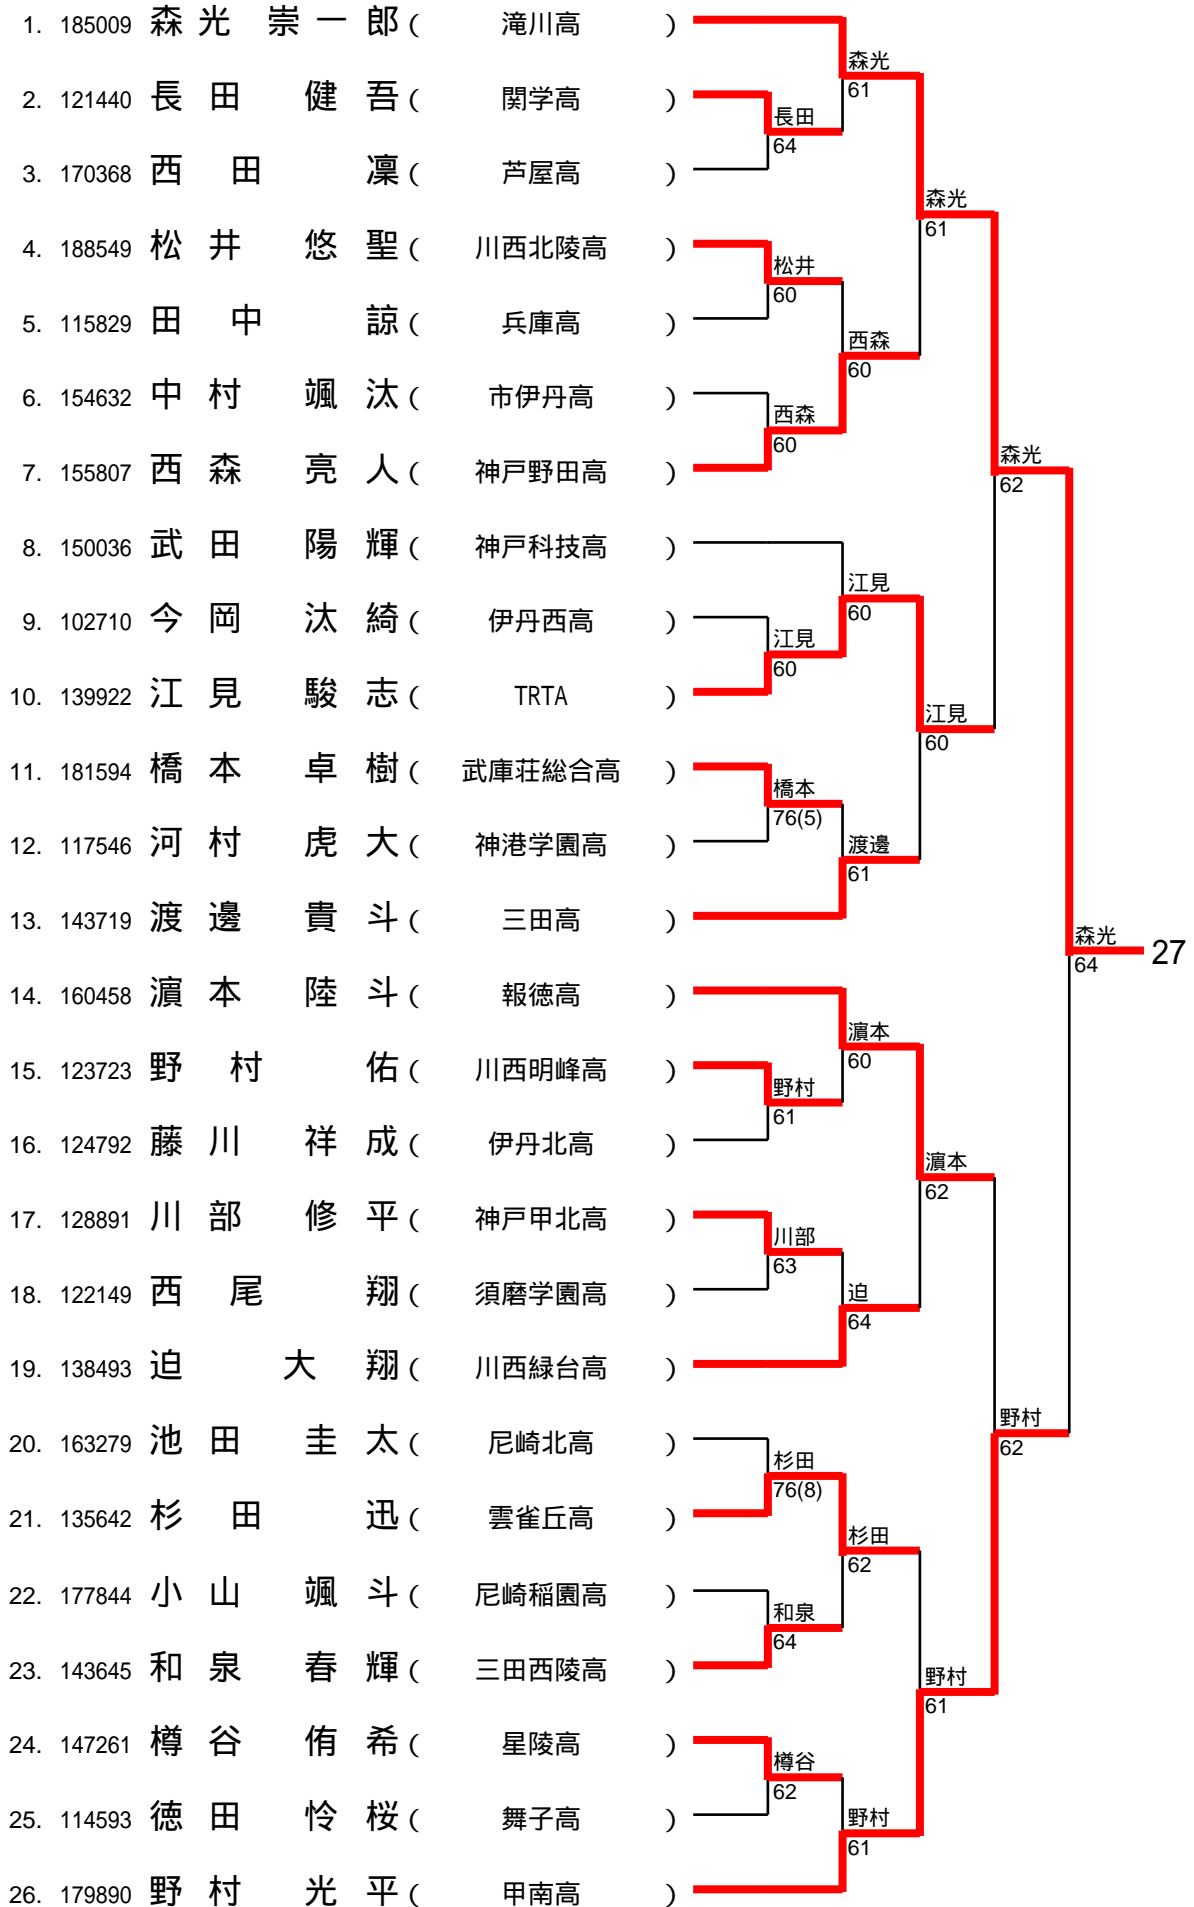 1. 185009 森光 崇一郎 ( 滝川高 )
森光
61
2. 121440 長田 健吾 ( 関学高 )
長田
64
3. 170368 西田 凜 ( 芦屋高 )
森光
61
4. 188549 松井 悠聖 ( 川西北陵高 )
松井
60
5. 115829 田中 諒 ( 兵庫高 )
西森
60
6. 154632 中村 颯汰 ( 市伊丹高 )
西森
60
7. 155807 西森 亮人 ( 神戸野田高 )
森光
62
8. 150036 武田 陽輝 ( 神戸科技高 )
江見
60
9. 102710 今岡 汰綺 ( 伊丹西高 )
江見
60
10. 139922 江見 駿志 ( TRTA )
江見
60
11. 181594 橋本 卓樹 ( 武庫荘総合高 )
橋本
76(5)
12. 117546 河村 虎大 ( 神港学園高 )
渡邊
61
13. 143719 渡邊 貴斗 ( 三田高 )
森光
64
27
14. 160458 濵本 陸斗 ( 報徳高 )
濵本
60
15. 123723 野村 佑 ( 川西明峰高 )
野村
61
16. 124792 藤川 祥成 ( 伊丹北高 )
濵本
62
17. 128891 川部 修平 ( 神戸甲北高 )
川部
63
18. 122149 西尾 翔 ( 須磨学園高 )
迫
64
19. 138493 迫 大翔 ( 川西緑台高 )
野村
62
20. 163279 池田 圭太 ( 尼崎北高 )
杉田
76(8)
21. 135642 杉田 迅 ( 雲雀丘高 )
杉田
62
22. 177844 小山 颯斗 ( 尼崎稲園高 )
和泉
64
23. 143645 和泉 春輝 ( 三田西陵高 )
野村
61
24. 147261 樽谷 侑希 ( 星陵高 )
樽谷
62
25. 114593 徳田 怜桜 ( 舞子高 )
野村
61
26. 179890 野村 光平 ( 甲南高 )